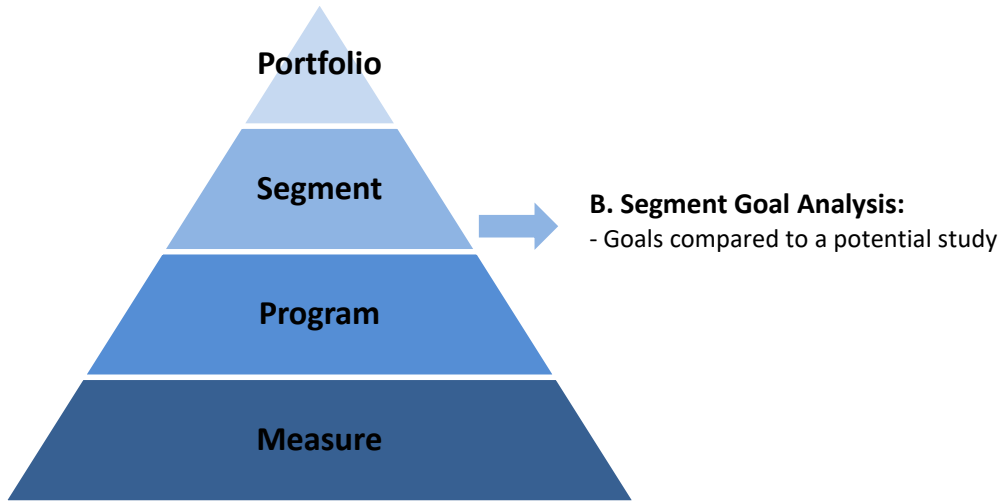 Portfolio
Segment
B. Segment Goal Analysis:
- Goals compared to a potential study
Program
Measure